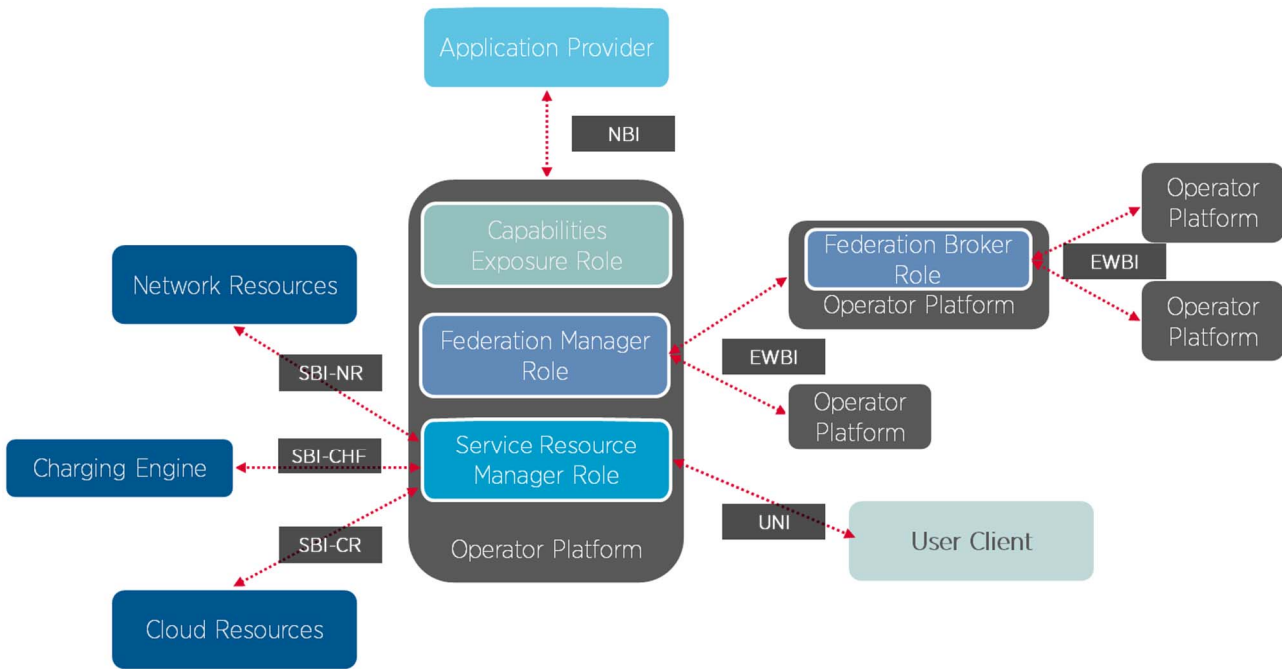 Application Provider
NBI
Capabilities
Exposure Role
Operator
Platform
Federation Broker
Role
Operator Platform
EWBI
Operator
Platform
Network Resources
Federation Manager
Role
EWBI
SBI-NR
Operator
Platform
Service Resource
Manager Role
Charging Engine
SBI-CHF
UNI
User Client
SBI-CR
Operator Platform
Cloud Resources